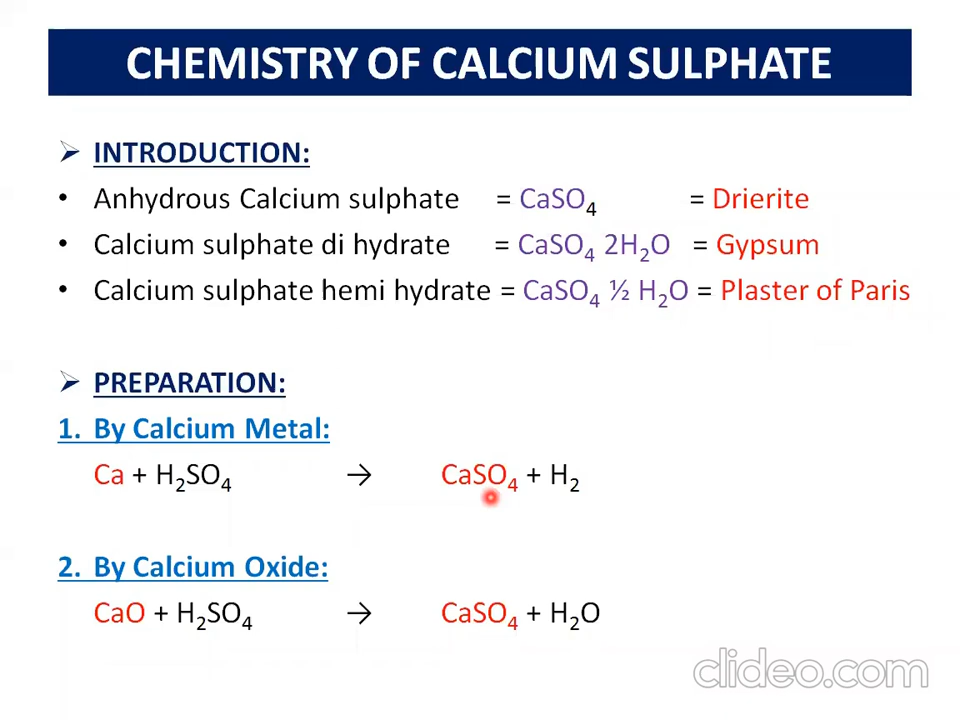 CHEMISTRY OF CALCIUM SULPHATE
➢ INTRODUCTION:
• Anhydrous Calcium sulphate = CaSO₄ = Drierite
• Calcium sulphate di hydrate = CaSO₄ 2H₂O = Gypsum
• Calcium sulphate hemi hydrate = CaSO₄ ½ H₂O = Plaster of Paris
➢ PREPARATION:
1. By Calcium Metal:
Ca + H₂SO₄ → CaSO₄ + H₂
2. By Calcium Oxide:
CaO + H₂SO₄ → CaSO₄ + H₂O
clideo.com